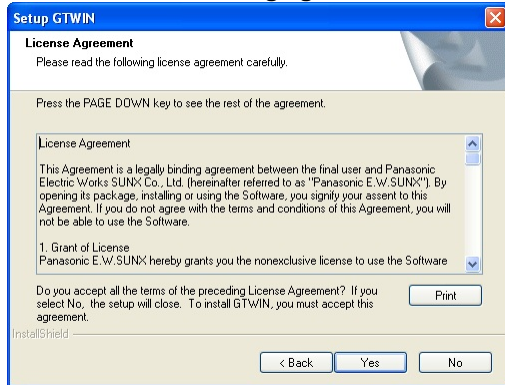 Setup GTWIN
License Agreement
Please read the following license agreement carefully.
Press the PAGE DOWN key to see the rest of the agreement.
License Agreement
This Agreement is a legally binding agreement between the final user and Panasonic
Electric Works SUNX Co., Ltd. (hereinafter referred to as "Panasonic E.W.SUNX"). By
opening its package, installing or using the Software, you signify your assent to this
Agreement. If you do not agree with the terms and conditions of this Agreement, you will
not be able to use the Software.
1. Grant of License
Panasonic E.W.SUNX hereby grants you the nonexclusive license to use the Software
Do you accept all the terms of the preceding License Agreement? If you
select No, the setup will close. To install GTWIN, you must accept this
agreement.
Print
InstallShield
< Back
Yes
No